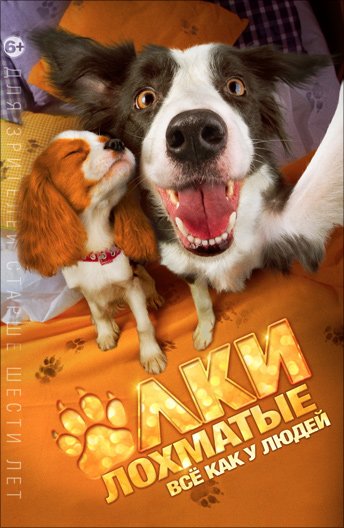 6+
ДЛЯ ЗРИТЕЛЕЙ СТАРШЕ ШЕСТИ ЛЕТ
ЛКИ
ЛОХМАТЫЕ
ВСЁ КАК У ЛЮДЕЙ